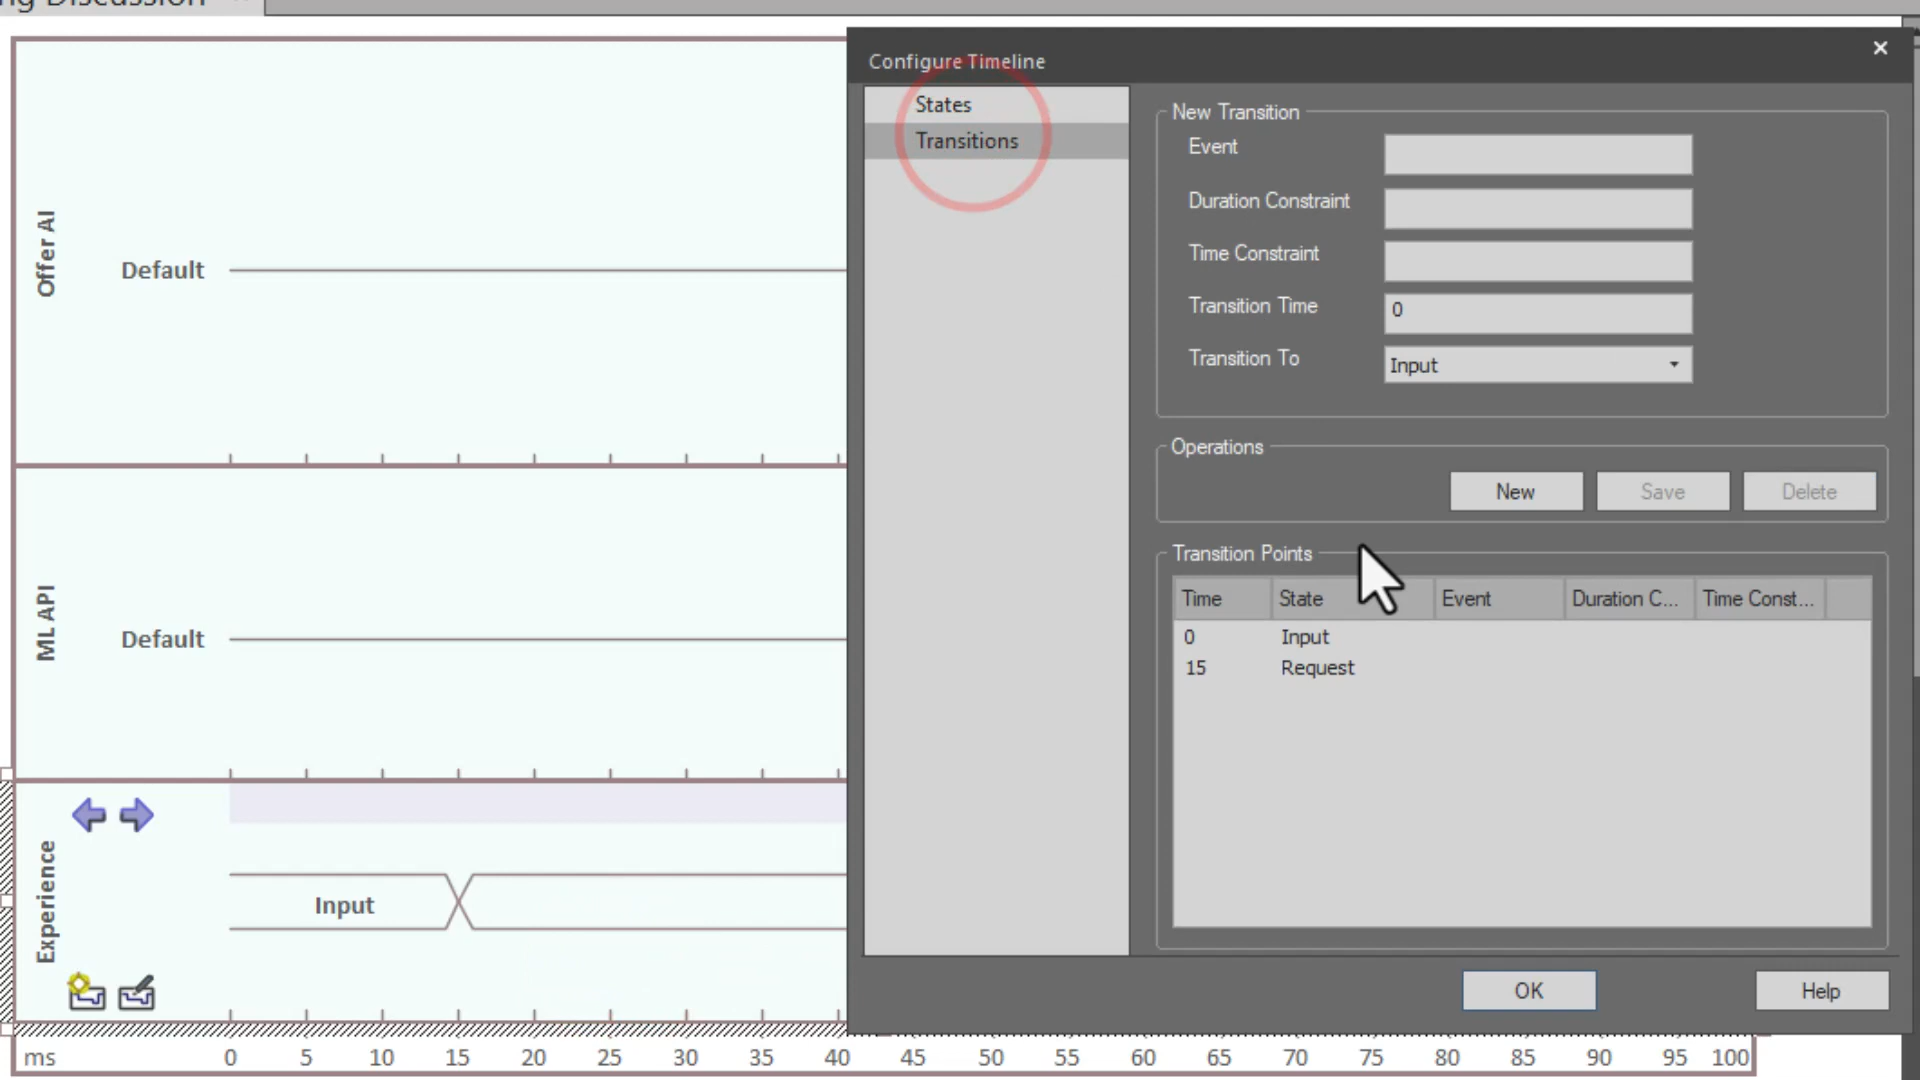 ng Discussion
Configure Timeline
States
Transitions
New Transition
Event
Duration Constraint
Time Constraint
Transition Time
0
Transition To
Input
Operations
New
Save
Delete
Transition Points
Time State Event Duration C... Time Const...
0 Input
15 Request
OK
Help
Offer AI
Default
ML API
Default
Experience
Input
ms 0 5 10 15 20 25 30 35 40 45 50 55 60 65 70 75 80 85 90 95 100